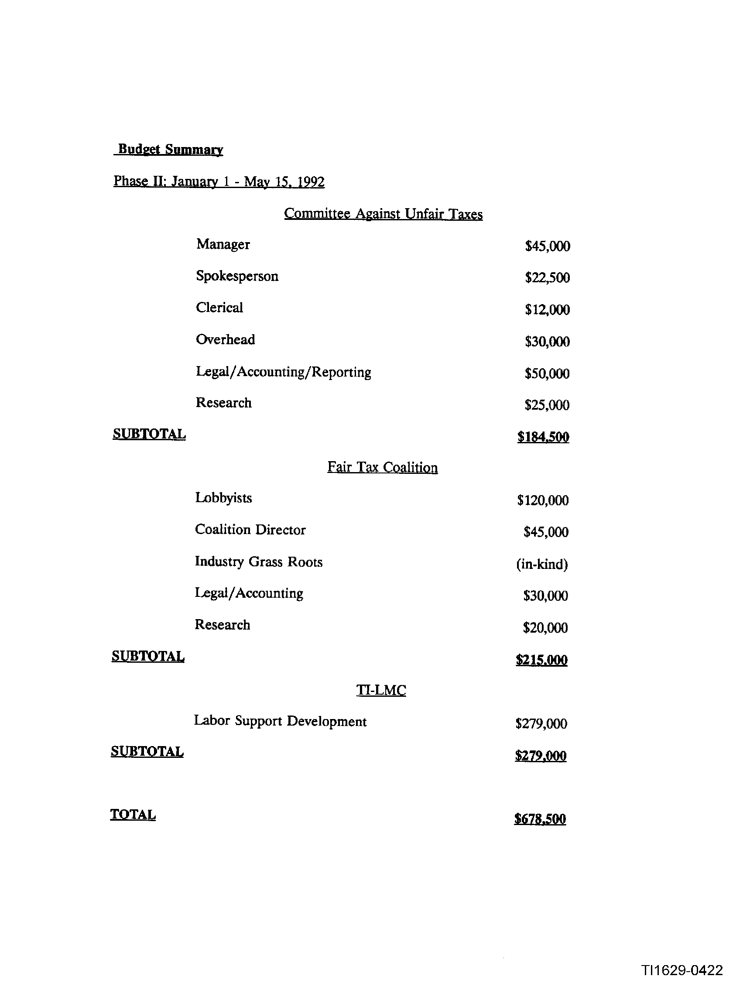 Budget Summary
Phase II: January 1 - May 15, 1992
Committee Against Unfair Taxes
Manager $45,000
Spokesperson $22,500
Clerical $12,000
Overhead $30,000
Legal/Accounting/Reporting $50,000
Research $25,000
SUBTOTAL $184,500
Fair Tax Coalition
Lobbyists $120,000
Coalition Director $45,000
Industry Grass Roots (in-kind)
Legal/Accounting $30,000
Research $20,000
SUBTOTAL $215,000
TI-LMC
Labor Support Development $279,000
SUBTOTAL $279,000
TOTAL $678,500
TI1629-0422